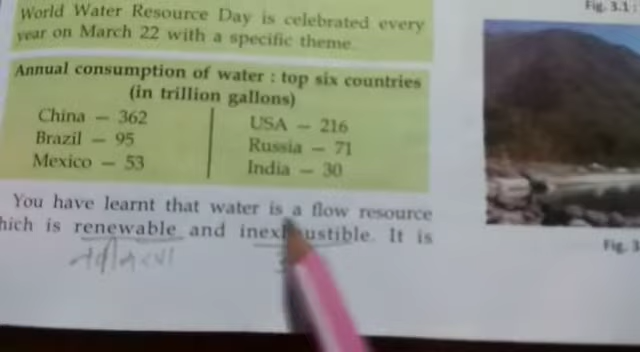 Fig. 3.1 :
World Water Resource Day is celebrated every
year on March 22 with a specific theme.
Annual consumption of water : top six countries
(in trillion gallons)
China — 362
Brazil — 95
Mexico — 53
USA — 216
Russia — 71
India — 30
You have learnt that water is a flow resource
hich is renewable and inexhaustible. It is
Fig. 3